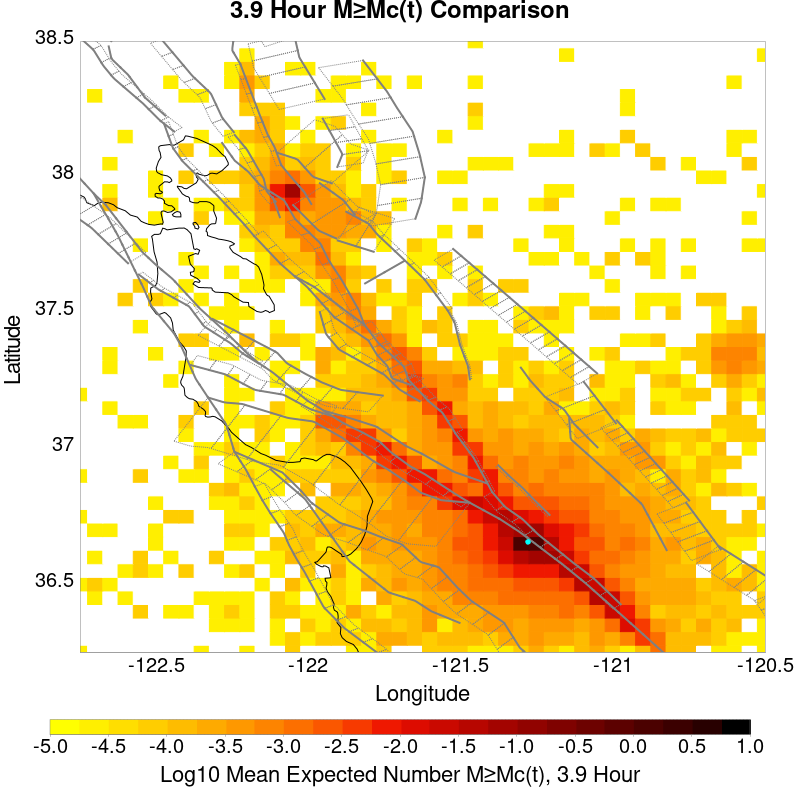 3.9 Hour M≥Mc(t) Comparison
38.5
38
37.5
37
36.5
Latitude
-122.5 -122 -121.5 -121 -120.5
Longitude
-5.0 -4.5 -4.0 -3.5 -3.0 -2.5 -2.0 -1.5 -1.0 -0.5 0.0 0.5 1.0
Log10 Mean Expected Number M≥Mc(t), 3.9 Hour